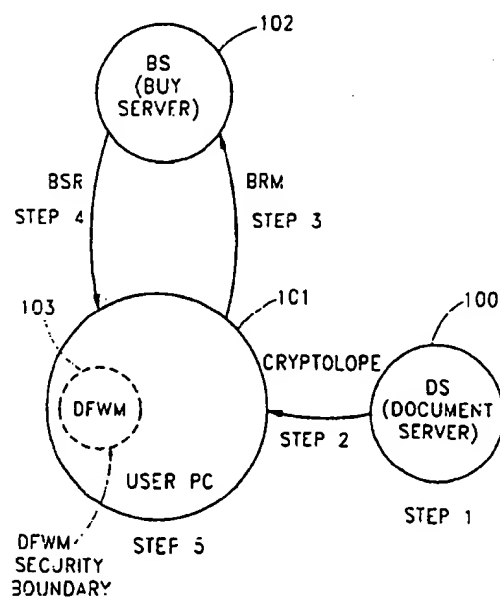 102
BS
(BUY
SERVER)
BSR
STEP 4
BRM
STEP 3
103
1C1
100
CRYPTOLOPE
DS
(DOCUMENT
SERVER)
DFWM
STEP 2
USER PC
STEP 1
DFWM
SECURITY
BOUNDARY
STEP 5